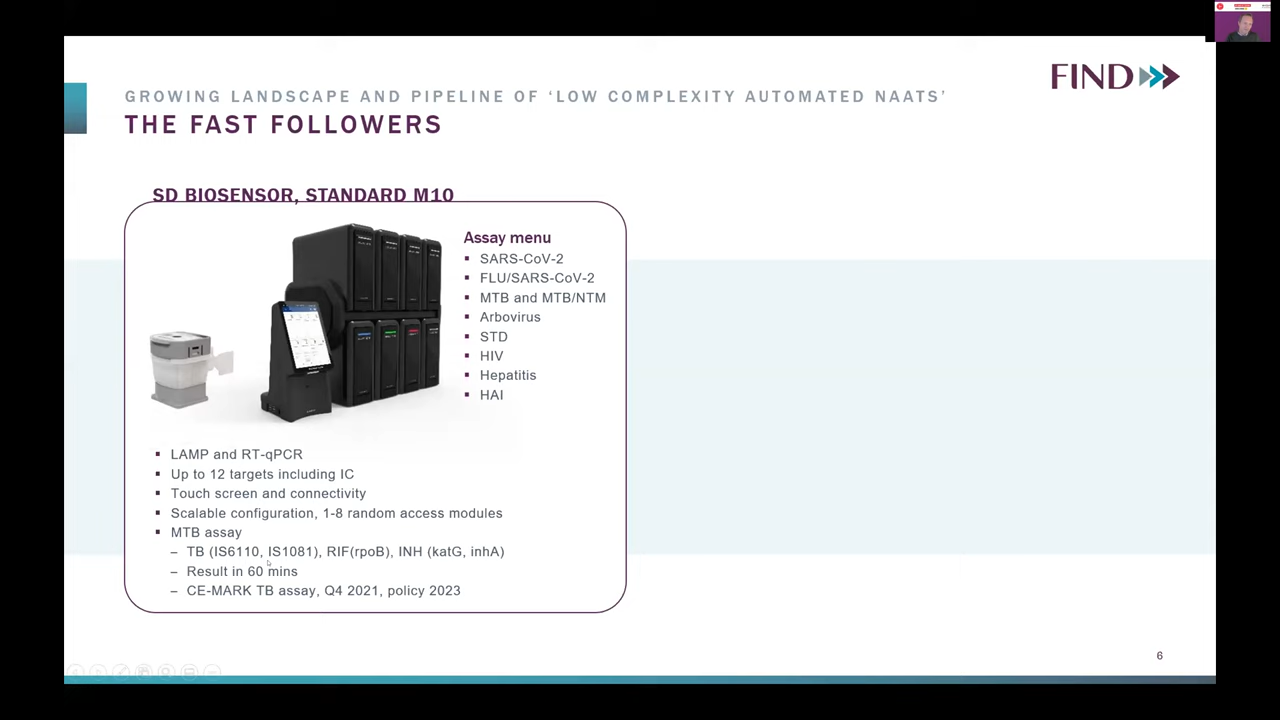 FIND
GROWING LANDSCAPE AND PIPELINE OF ‘LOW COMPLEXITY AUTOMATED NAATS’
THE FAST FOLLOWERS
SD BIOSENSOR, STANDARD M10
Assay menu
▪ SARS-CoV-2
▪ FLU/SARS-CoV-2
▪ MTB and MTB/NTM
▪ Arbovirus
▪ STD
▪ HIV
▪ Hepatitis
▪ HAI
▪ LAMP and RT-qPCR
▪ Up to 12 targets including IC
▪ Touch screen and connectivity
▪ Scalable configuration, 1-8 random access modules
▪ MTB assay
– TB (IS6110, IS1081), RIF(rpoB), INH (katG, inhA)
– Result in 60 mins
– CE-MARK TB assay, Q4 2021, policy 2023
6